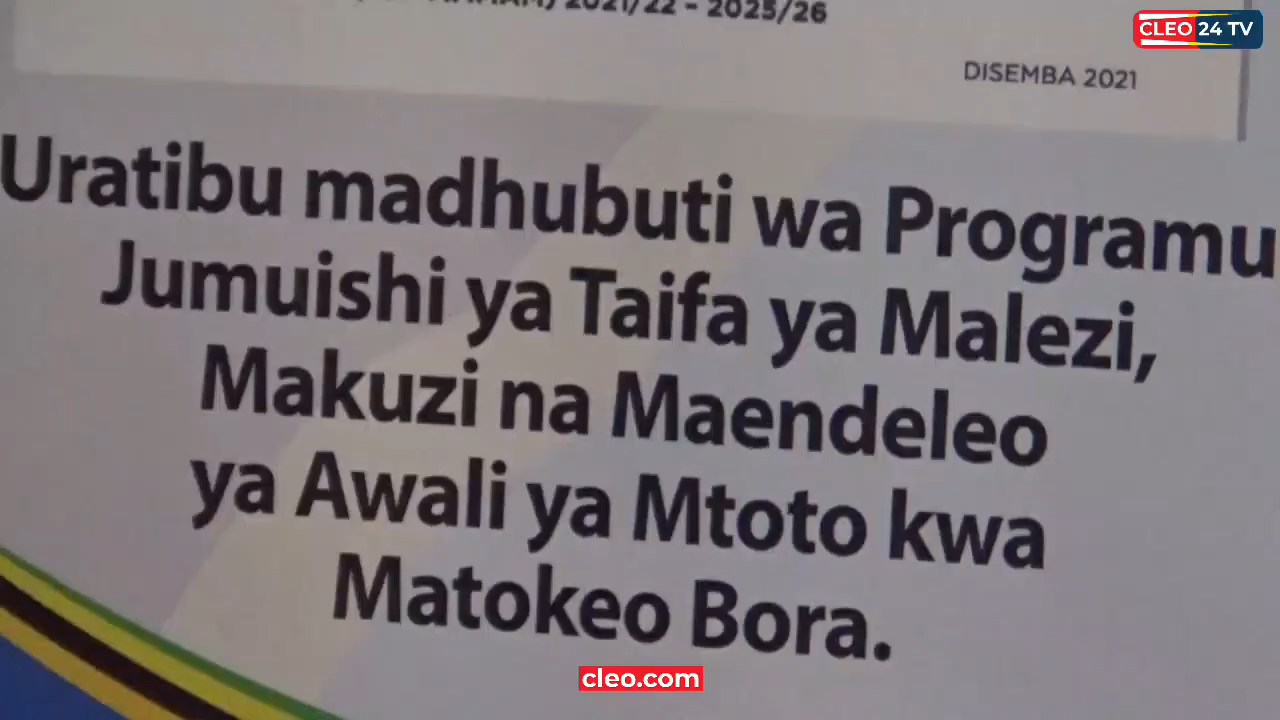 2021/22 - 2025/26
CLEO 24 TV
DISEMBA 2021
Uratibu madhubuti wa Programu
Jumuishi ya Taifa ya Malezi,
Makuzi na Maendeleo
ya Awali ya Mtoto kwa
Matokeo Bora.
cleo.com